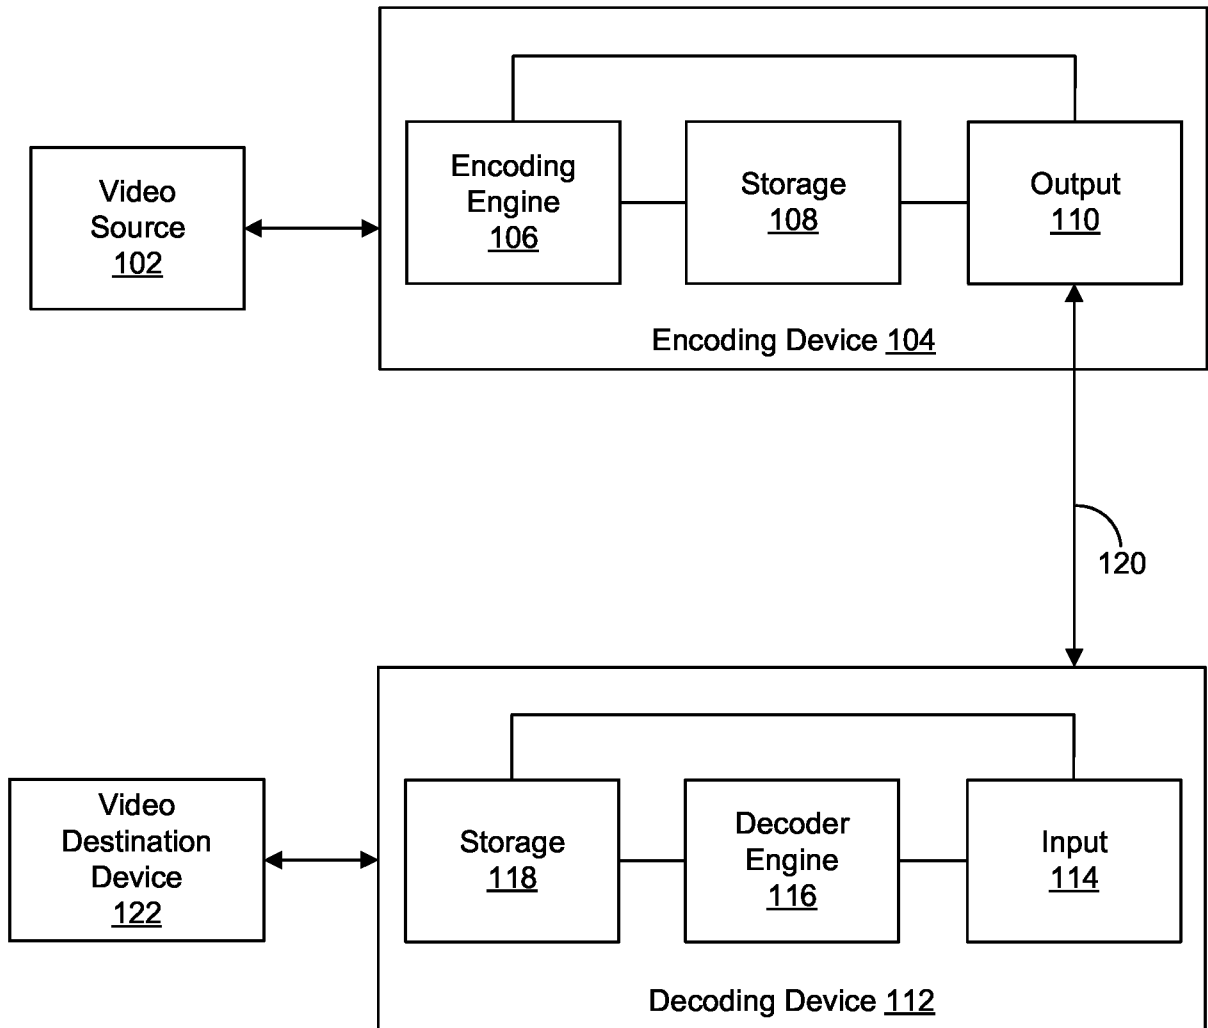 Video
Source
102
Encoding
Engine
106
Storage
108
Output
110
Encoding Device 104
120
Video
Destination
Device
122
Storage
118
Decoder
Engine
116
Input
114
Decoding Device 112